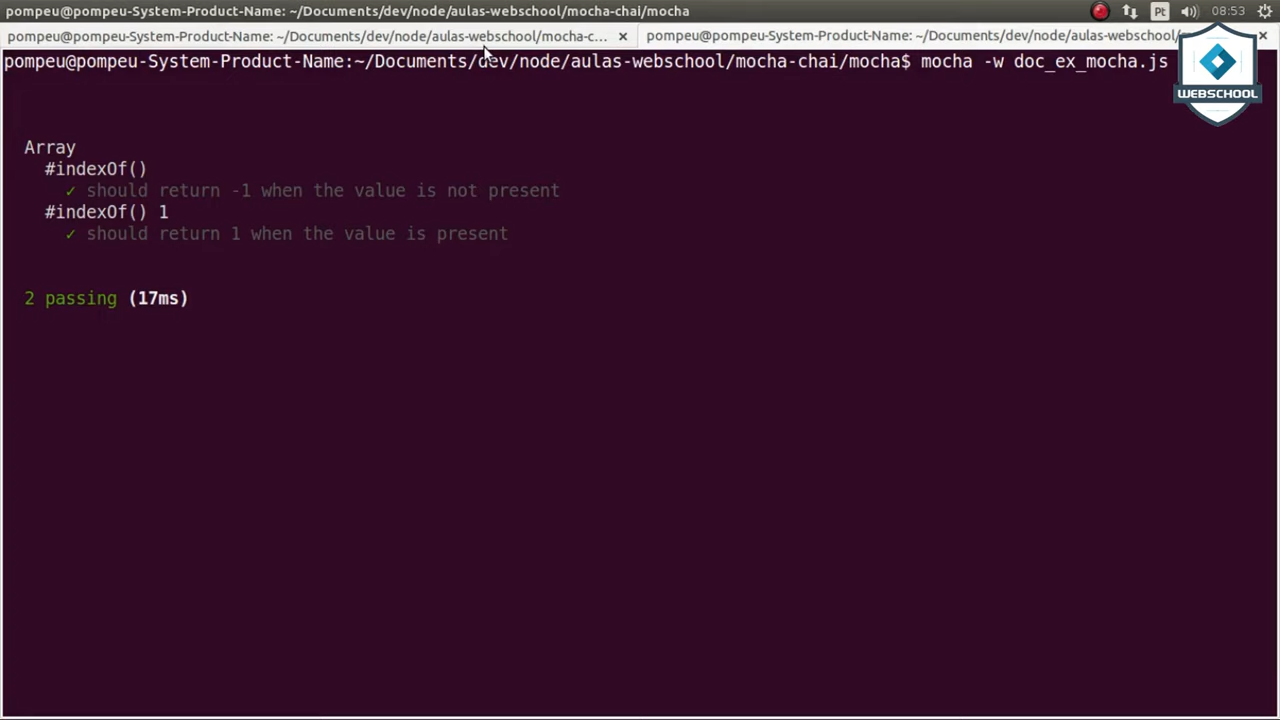 pompeu@pompeu-System-Product-Name: ~/Documents/dev/node/aulas-webschool/mocha-chai/mocha
Pt
08:53
pompeu@pompeu-System-Product-Name: ~/Documents/dev/node/aulas-webschool/mocha-c... ×
pompeu@pompeu-System-Product-Name: ~/Documents/dev/node/aulas-webschool/ ×
WEBSCHOOL
pompeu@pompeu-System-Product-Name:~/Documents/dev/node/aulas-webschool/mocha-chai/mocha$ mocha -w doc_ex_mocha.js
Array
#indexOf()
✓ should return -1 when the value is not present
#indexOf() 1
✓ should return 1 when the value is present
2 passing (17ms)